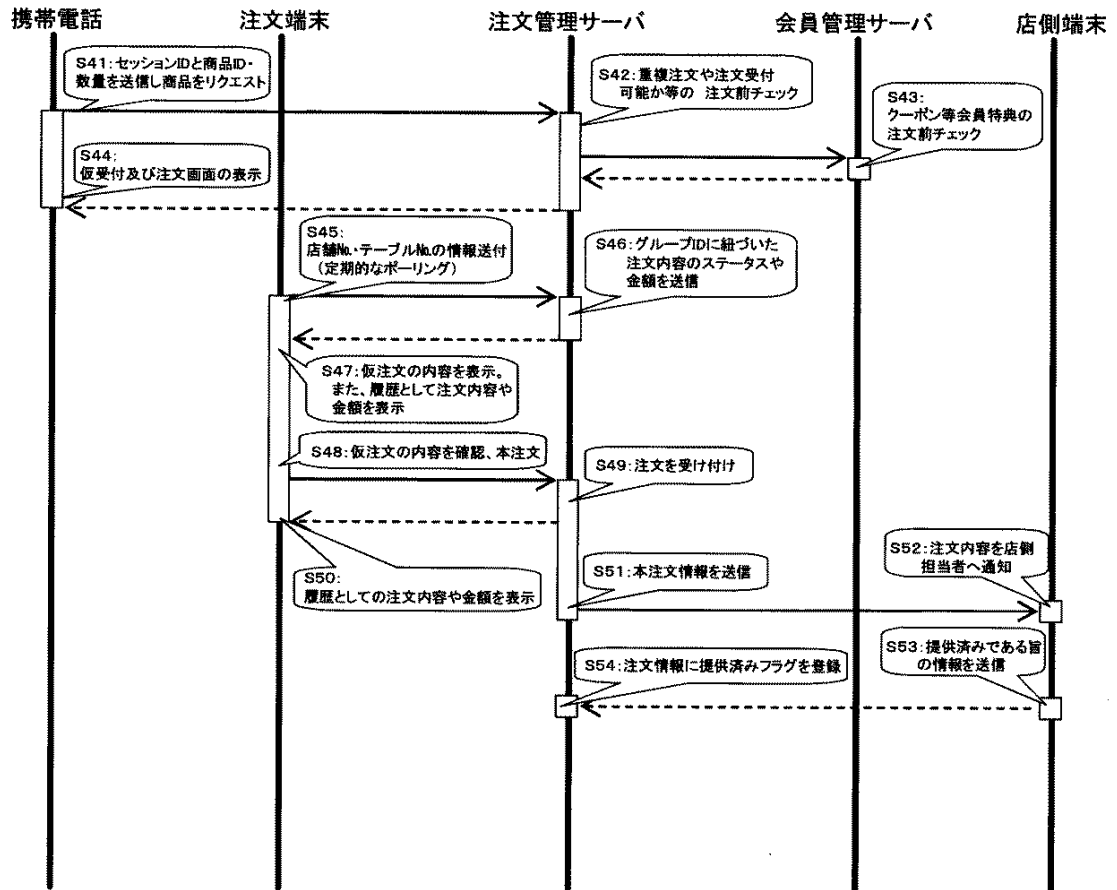 携帯電話
注文端末
注文管理サーバ
会員管理サーバ
店側端末
S41:セッションIDと商品ID・
数量を送信し商品をリクエスト
S42:重複注文や注文受付
可能か等の 注文前チェック
S43:
クーポン等会員特典の
注文前チェック
S44:
仮受付及び注文画面の表示
S45:
店舗No.・テーブルNo.の情報送付
(定期的なポーリング)
S46:グループIDに紐づいた
注文内容のステータスや
金額を送信
S47:仮注文の内容を表示。
また、履歴として注文内容や
金額を表示
S48:仮注文の内容を確認、本注文
S49:注文を受け付け
S50:
履歴としての注文内容や金額を表示
S51:本注文情報を送信
S52:注文内容を店側
担当者へ通知
S53:提供済みである旨
の情報を送信
S54:注文情報に提供済みフラグを登録